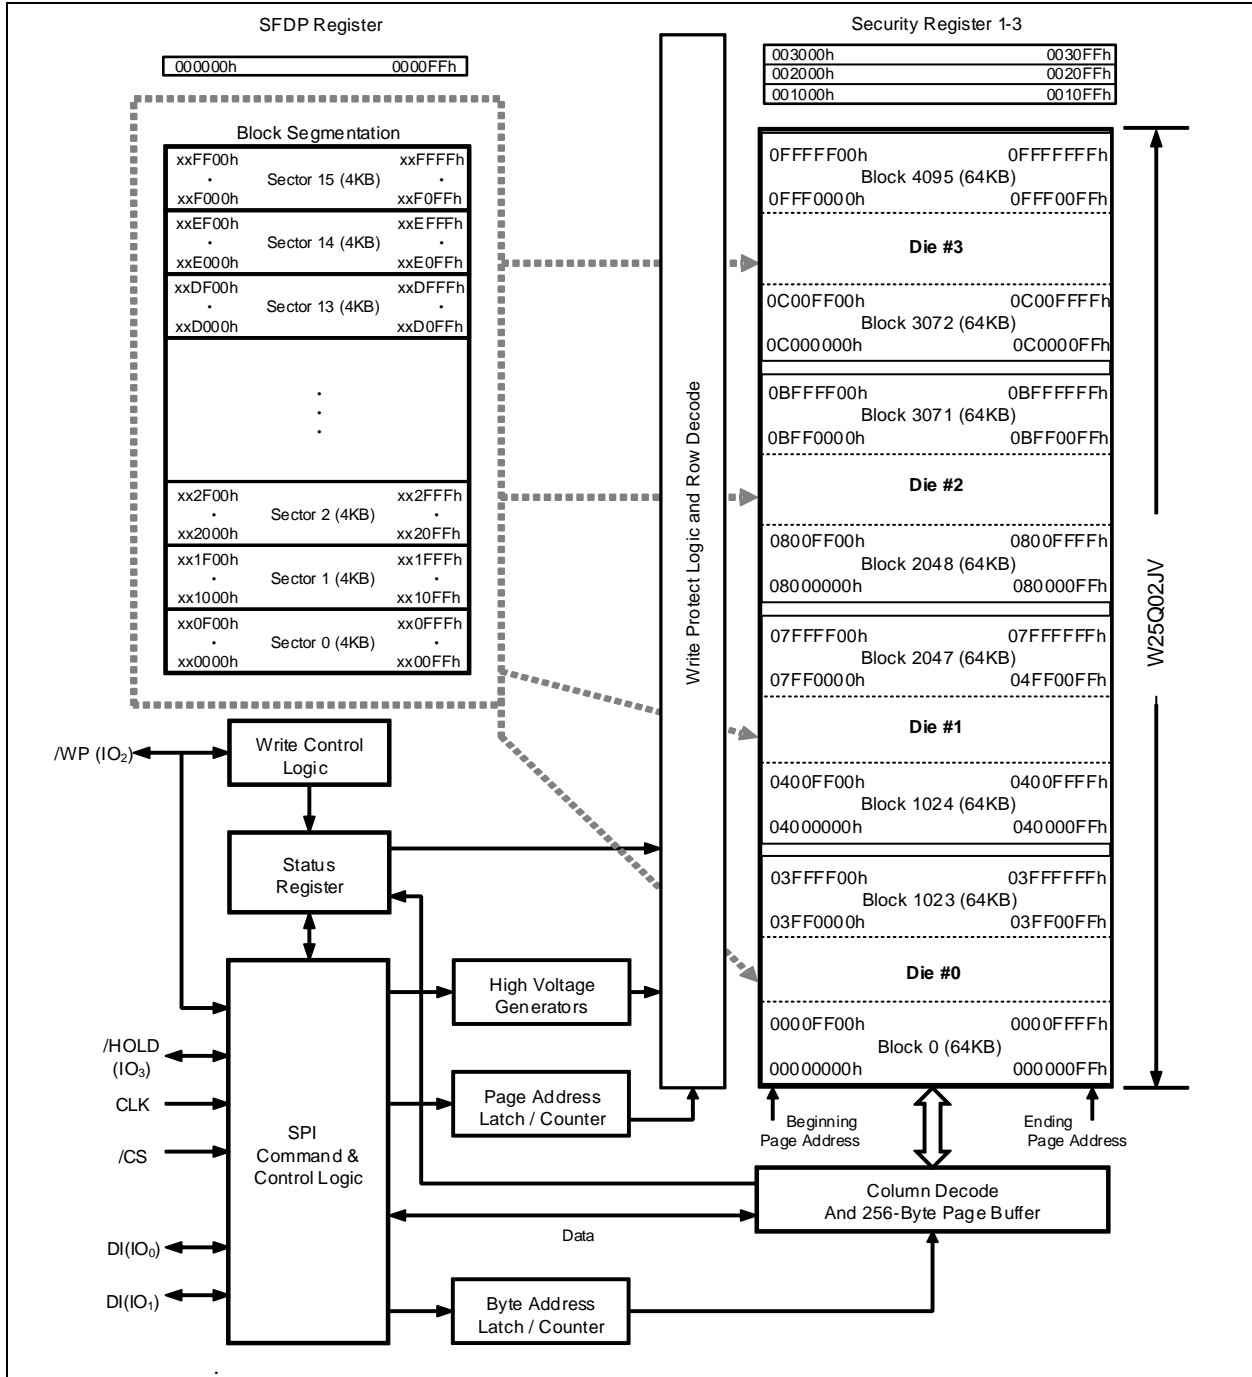 SFDP Register
000000h 0000FFh
Security Register 1-3
003000h 0030FFh
002000h 0020FFh
001000h 0010FFh
Block Segmentation
xxFF00h xxFFFFh
· Sector 15 (4KB) ·
xxF000h xxF0FFh
xxEF00h xxEFFFh
· Sector 14 (4KB) ·
xxE000h xxE0FFh
xxDF00h xxDFFFh
· Sector 13 (4KB) ·
xxD000h xxD0FFh
·
·
·
xx2F00h xx2FFFh
· Sector 2 (4KB) ·
xx2000h xx20FFh
xx1F00h xx1FFFh
· Sector 1 (4KB) ·
xx1000h xx10FFh
xx0F00h xx0FFFh
· Sector 0 (4KB) ·
xx0000h xx00FFh
Write Protect Logic and Row Decode
0FFFFF00h 0FFFFFFFh
Block 4095 (64KB)
0FFF0000h 0FFF00FFh
Die #3
0C00FF00h 0C00FFFFh
Block 3072 (64KB)
0C000000h 0C0000FFh
0BFFFF00h 0BFFFFFFh
Block 3071 (64KB)
0BFF0000h 0BFF00FFh
Die #2
0800FF00h 0800FFFFh
Block 2048 (64KB)
08000000h 080000FFh
07FFFF00h 07FFFFFFh
Block 2047 (64KB)
07FF0000h 04FF00FFh
Die #1
0400FF00h 0400FFFFh
Block 1024 (64KB)
04000000h 040000FFh
03FFFF00h 03FFFFFFh
Block 1023 (64KB)
03FF0000h 03FF00FFh
Die #0
0000FF00h 0000FFFFh
Block 0 (64KB)
00000000h 000000FFh
W25Q02JV
Beginning
Page Address
Ending
Page Address
/WP (IO₂)
Write Control
Logic
Status
Register
High Voltage
Generators
/HOLD
(IO₃)
CLK
/CS
Page Address
Latch / Counter
SPI
Command &
Control Logic
Column Decode
And 256-Byte Page Buffer
Data
DI(IO₀)
DI(IO₁)
Byte Address
Latch / Counter